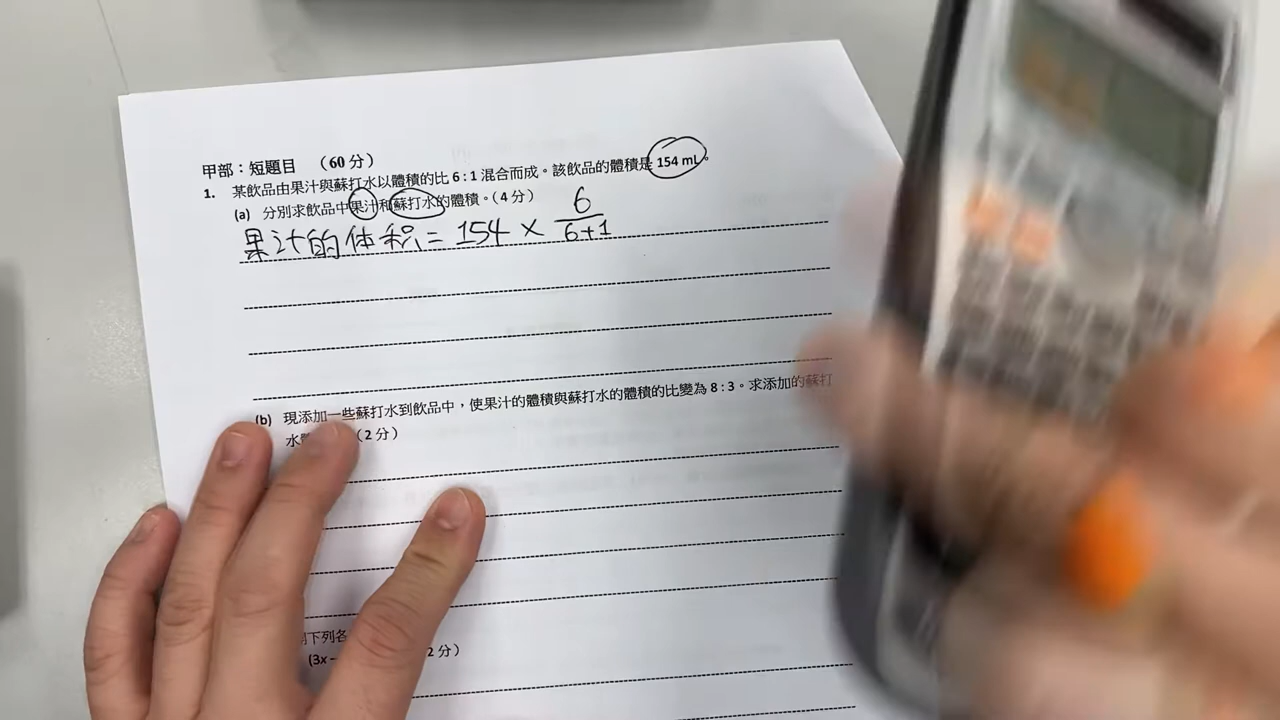 甲部：短題目 （60 分）
1. 某飲品由果汁與蘇打水以體積的比 6 : 1 混合而成。該飲品的體積是 154 mL。
(a) 分別求飲品中果汁和蘇打水的體積。（4 分）
果汁的体积 = 154 × 6/(6+1)
(b) 現添加一些蘇打水到飲品中，使果汁的體積與蘇打水的體積的比變為 8 : 3。求添加的蘇打
水 （2 分）
下列各
(3x – 2 分）